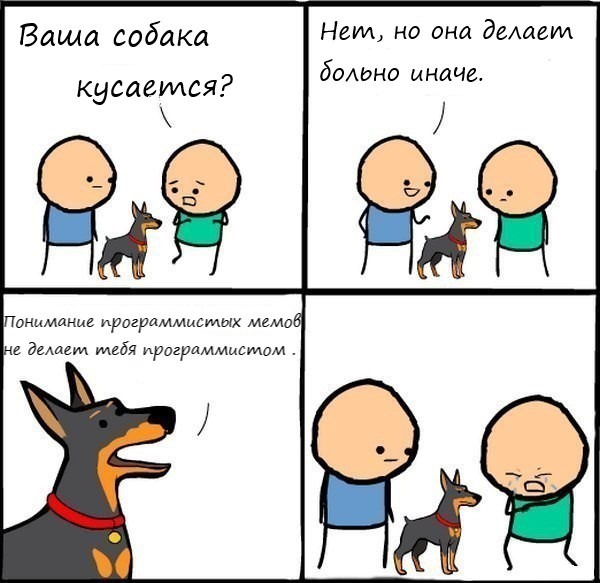 Ваша собака
кусается?
Нет, но она делает
больно иначе.
Понимание программистых мемов
не делает тебя программистом .